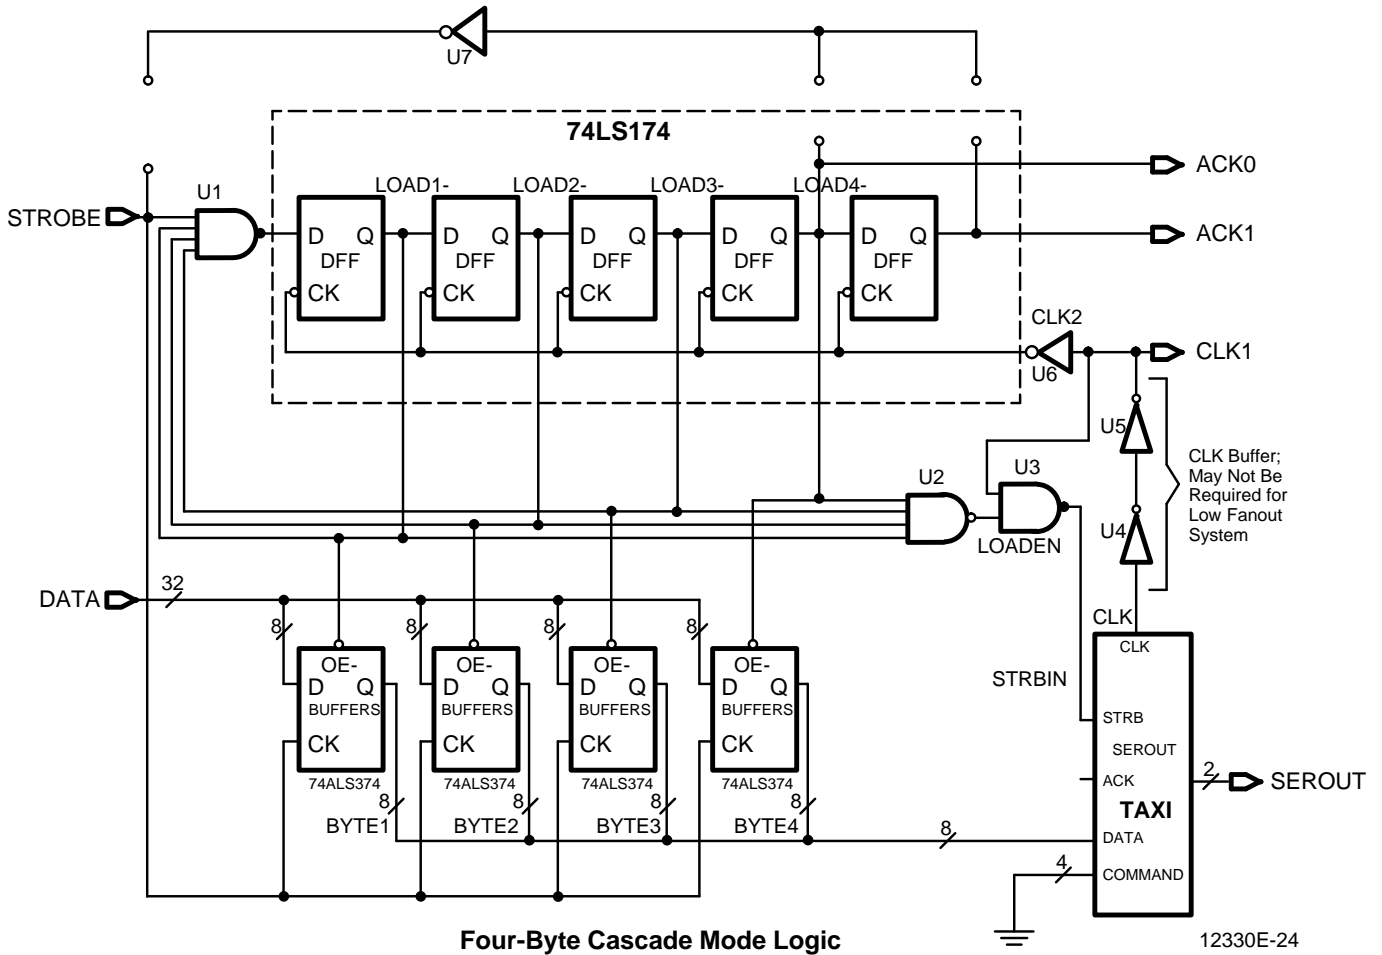 U7
74LS174
LOAD1-
LOAD2-
LOAD3-
LOAD4-
ACK0
U1
STROBE
D Q
DFF
CK
D Q
DFF
CK
D Q
DFF
CK
D Q
DFF
CK
D Q
DFF
CK
ACK1
CLK2
U6
CLK1
U5
U4
CLK Buffer;
May Not Be
Required for
Low Fanout
System
U2
U3
LOADEN
DATA
32
8
8
8
8
OE-
D Q
BUFFERS
CK
74ALS374
OE-
D Q
BUFFERS
CK
74ALS374
OE-
D Q
BUFFERS
CK
74ALS374
OE-
D Q
BUFFERS
CK
74ALS374
8
BYTE1
8
BYTE2
8
BYTE3
8
BYTE4
8
4
CLK
CLK
STRBIN
STRB
SEROUT
ACK
TAXI
DATA
COMMAND
2
SEROUT
Four-Byte Cascade Mode Logic
12330E-24